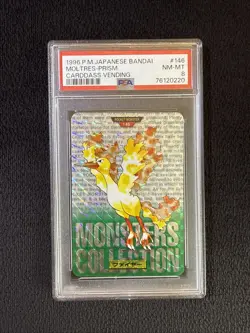 1996 P.M.JAPANESE BANDAI #146
MOLTRES-PRISM NM-MT
CARDDASS VENDING 8
PSA 76120220
MONSTERS
COLLECTION
ファイヤー